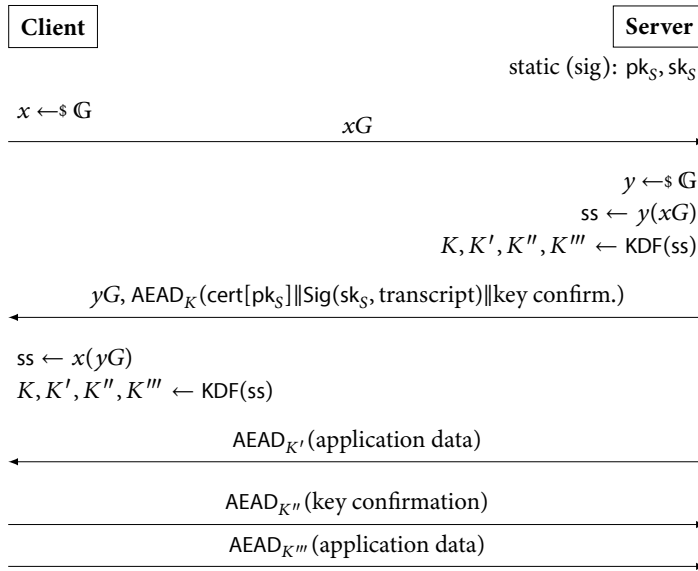 Client Server
static (sig): pk_S, sk_S
x ←$ 𝔾
xG
y ←$ 𝔾
ss ← y(xG)
K, K′, K″, K‴ ← KDF(ss)
yG, AEAD_K(cert[pk_S]‖Sig(sk_S, transcript)‖key confirm.)
ss ← x(yG)
K, K′, K″, K‴ ← KDF(ss)
AEAD_K′(application data)
AEAD_K″(key confirmation)
AEAD_K‴(application data)